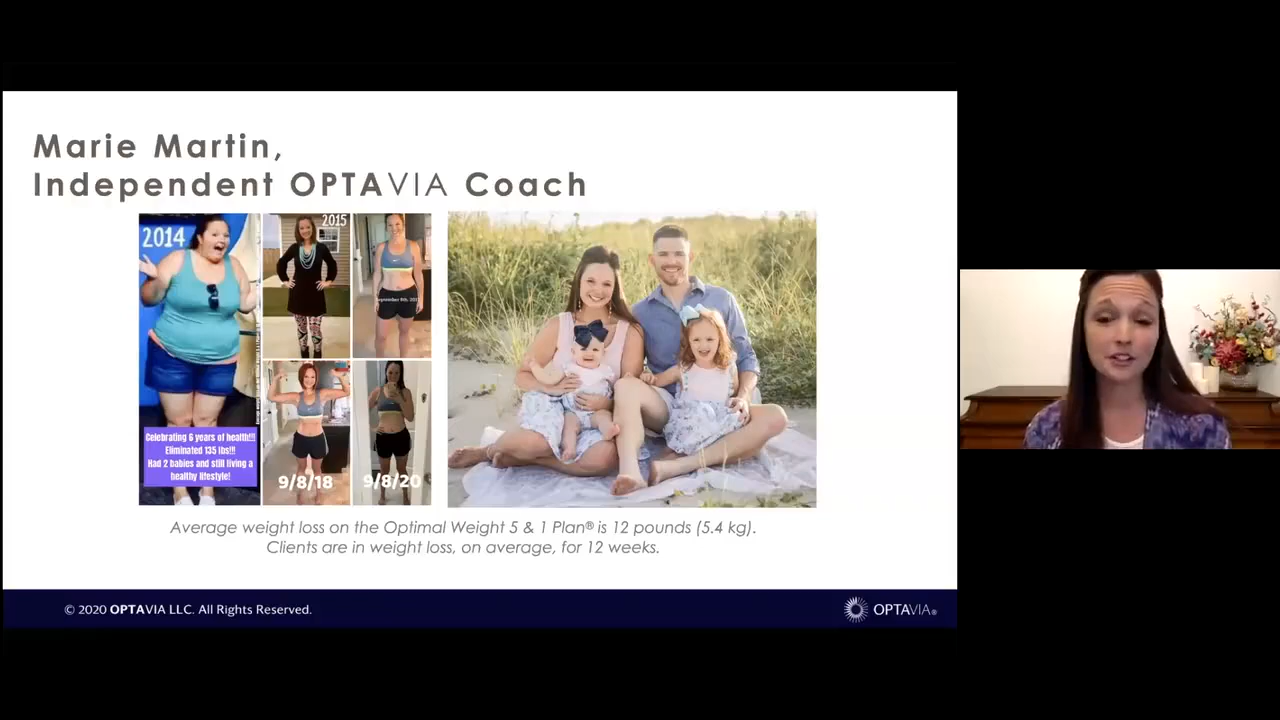 Marie Martin,
Independent OPTAVIA Coach
2014
2015
September 8th, 201
Celebrating 6 years of health!!!
Eliminated 135 lbs!!!
Had 2 babies and still living a
healthy lifestyle!
9/8/18
9/8/20
Average weight loss on the Optimal Weight 5 & 1 Plan® is 12 pounds (5.4 kg).
Clients are in weight loss, on average, for 12 weeks.
© 2020 OPTAVIA LLC. All Rights Reserved.
OPTAVIA®